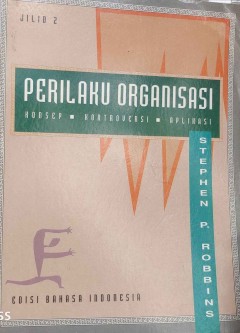 JILID 2
PERILAKU ORGANISASI
KONSEP ■ KONTROVERSI ■ APLIKASI
STEPHEN P. ROBBINS
EDISI BAHASA INDONESIA